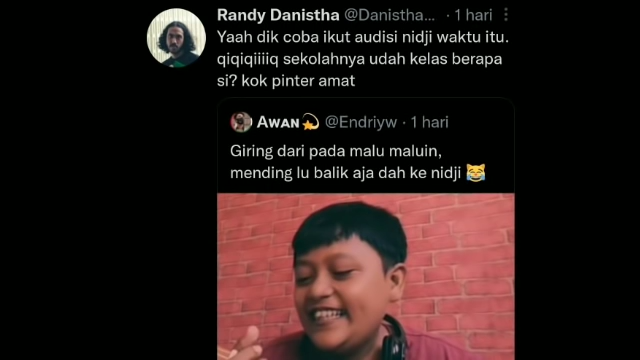 Randy Danistha @Danistha... · 1 hari
Yaah dik coba ikut audisi nidji waktu itu.
qiqiqiiiiq sekolahnya udah kelas berapa
si? kok pinter amat
Awan💫 @Endriyw · 1 hari
Giring dari pada malu maluin,
mending lu balik aja dah ke nidji 😹